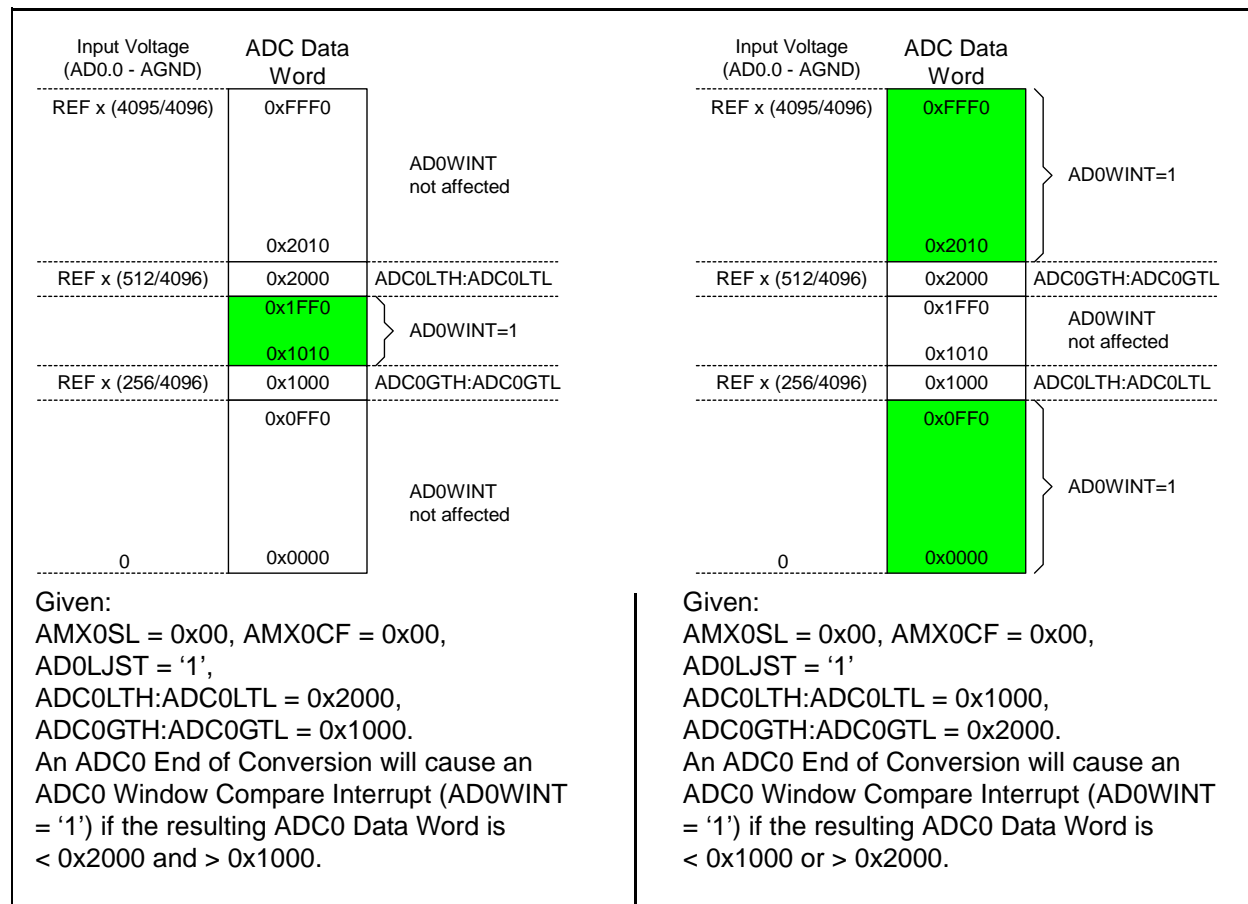 Input Voltage
(AD0.0 - AGND)
ADC Data
Word
REF x (4095/4096)
0xFFF0
AD0WINT
not affected
0x2010
REF x (512/4096)
0x2000
ADC0LTH:ADC0LTL
0x1FF0
AD0WINT=1
0x1010
REF x (256/4096)
0x1000
ADC0GTH:ADC0GTL
0x0FF0
AD0WINT
not affected
0
0x0000
Given:
AMX0SL = 0x00, AMX0CF = 0x00,
AD0LJST = ‘1’,
ADC0LTH:ADC0LTL = 0x2000,
ADC0GTH:ADC0GTL = 0x1000.
An ADC0 End of Conversion will cause an
ADC0 Window Compare Interrupt (AD0WINT
= ‘1’) if the resulting ADC0 Data Word is
< 0x2000 and > 0x1000.
Input Voltage
(AD0.0 - AGND)
ADC Data
Word
REF x (4095/4096)
0xFFF0
AD0WINT=1
0x2010
REF x (512/4096)
0x2000
ADC0GTH:ADC0GTL
0x1FF0
AD0WINT
not affected
0x1010
REF x (256/4096)
0x1000
ADC0LTH:ADC0LTL
0x0FF0
AD0WINT=1
0
0x0000
Given:
AMX0SL = 0x00, AMX0CF = 0x00,
AD0LJST = ‘1’
ADC0LTH:ADC0LTL = 0x1000,
ADC0GTH:ADC0GTL = 0x2000.
An ADC0 End of Conversion will cause an
ADC0 Window Compare Interrupt (AD0WINT
= ‘1’) if the resulting ADC0 Data Word is
< 0x1000 or > 0x2000.